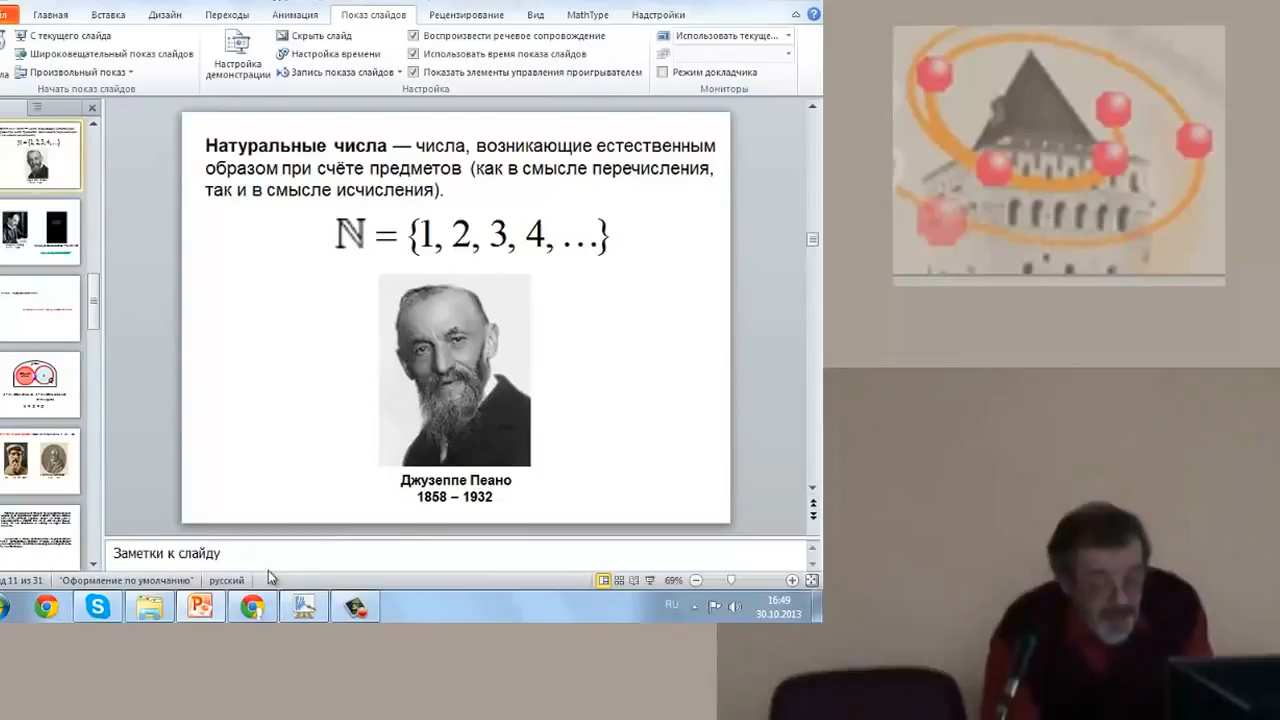 Главная Вставка Дизайн Переходы Анимация Показ слайдов Рецензирование Вид MathType Надстройки
С текущего слайда
Широковещательный показ слайдов
Произвольный показ
Начать показ слайдов
Настройка
демонстрации
Скрыть слайд
Настройка времени
Запись показа слайдов
Воспроизвести речевое сопровождение
Использовать время показа слайдов
Показать элементы управления проигрывателем
Настройка
Использовать текуще...
Режим докладчика
Мониторы
Натуральные числа — числа, возникающие естественным
образом при счёте предметов (как в смысле перечисления,
так и в смысле исчисления).
ℕ = {1, 2, 3, 4, …}
Джузеппе Пеано
1858 – 1932
Заметки к слайду
д 11 из 31 "Оформление по умолчанию" русский 69%
RU 16:49
30.10.2013